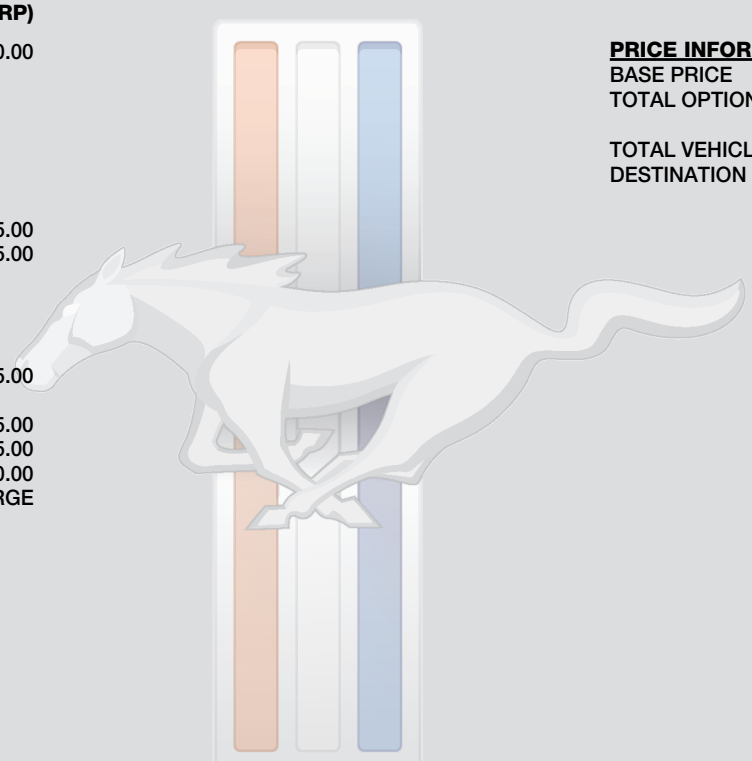 RP)
0.00
5.00
5.00
5.00
5.00
5.00
0.00
RGE
PRICE INFOR
BASE PRICE
TOTAL OPTION
TOTAL VEHICL
DESTINATION